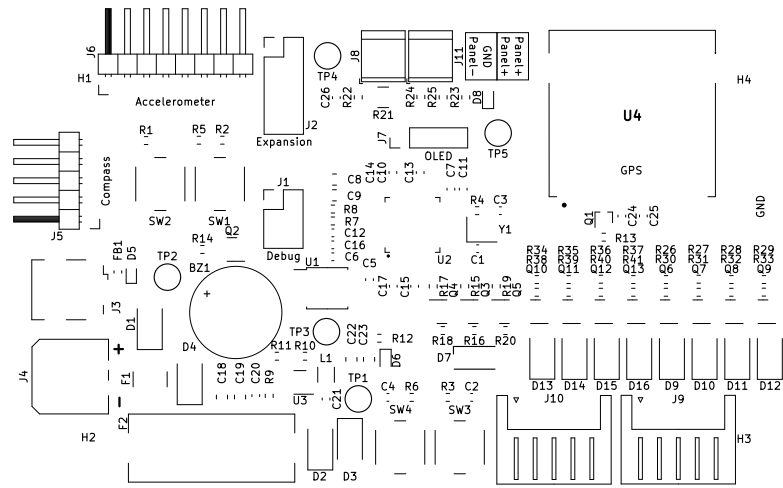 J6
H1
Accelerometer
J2
Expansion
TP4
J8
J11
Panel-
GND
Panel+
Panel+
H4
C26
R22
R24
R25
R23
D8
R21
J7
OLED
TP5
U4
GPS
GND
R1
R5
R2
Compass
J5
SW2
SW1
J1
Debug
C14
C10
C13
C7
C11
C8
C9
R8
R7
C12
C16
C6
R4
C3
Y1
U2
C1
Q1
C24
C25
R13
R14
Q2
BZ1
+
FB1
D5
TP2
U1
C5
C17
C15
R17
Q4
R15
Q3
R19
Q5
R34
R35
R36
R37
R26
R27
R28
R29
R38
R39
R40
R41
R30
R31
R32
R33
Q10
Q11
Q12
Q13
Q6
Q7
Q8
Q9
J3
D1
D4
TP3
C22
C23
R12
R18
R16
R20
D7
R11
R10
L1
D6
J4
+
-
F1
F2
H2
C18
C19
C20
R9
U3
C21
TP1
C4
R6
R3
C2
SW4
SW3
D2
D3
D13
D14
D15
D16
D9
D10
D11
D12
J10
J9
H3